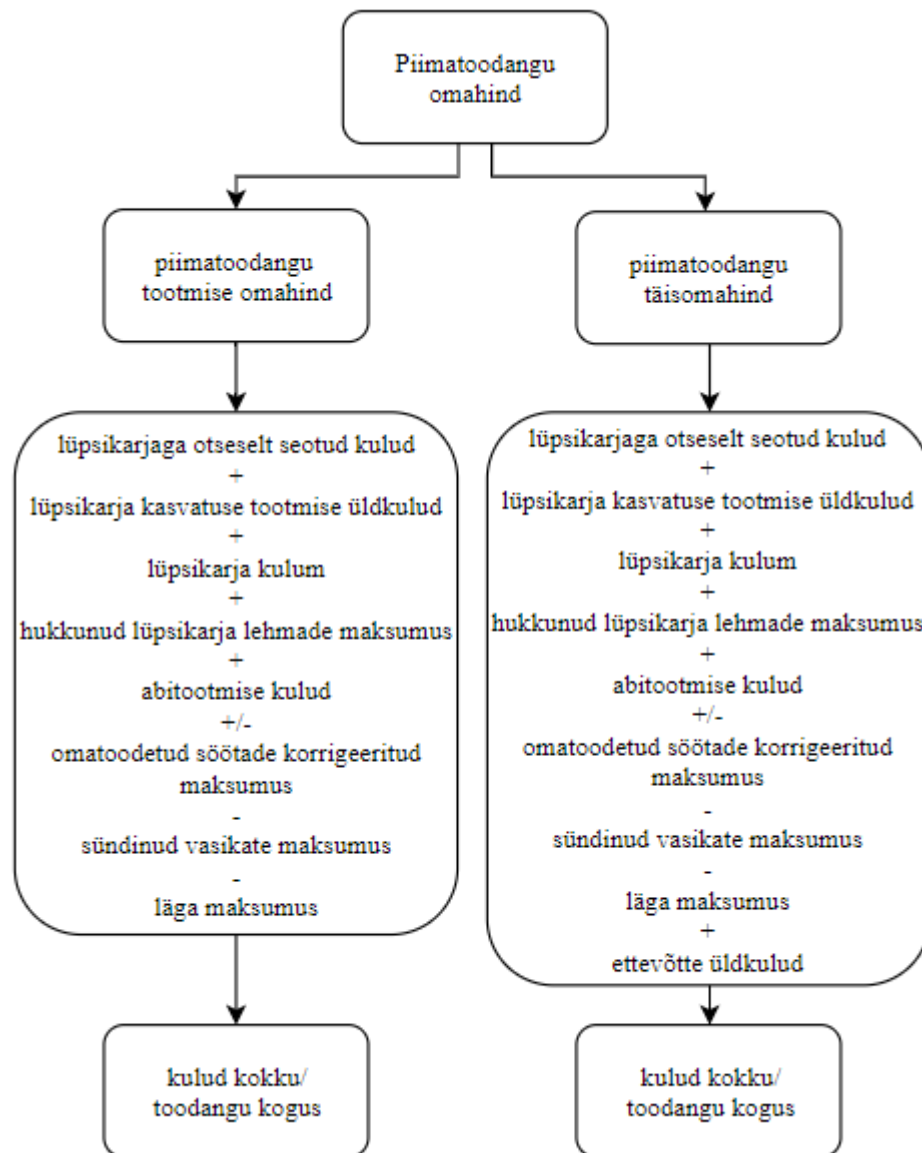 Piimatoodangu
omahind
piimatoodangu
tootmise omahind
lüpsikarjaga otseselt seotud kulud
+
lüpsikarja kasvatuse tootmise üldkulud
+
lüpsikarja kulum
+
hukkunud lüpsikarja lehmade maksumus
+
abitootmise kulud
+/-
omatoodetud söötade korrigeeritud
maksumus
-
sündinud vasikate maksumus
-
läga maksumus
kulud kokku/
toodangu kogus
piimatoodangu
täisomahind
lüpsikarjaga otseselt seotud kulud
+
lüpsikarja kasvatuse tootmise üldkulud
+
lüpsikarja kulum
+
hukkunud lüpsikarja lehmade maksumus
+
abitootmise kulud
+/-
omatoodetud söötade korrigeeritud
maksumus
-
sündinud vasikate maksumus
-
läga maksumus
+
ettevõtte üldkulud
kulud kokku/
toodangu kogus